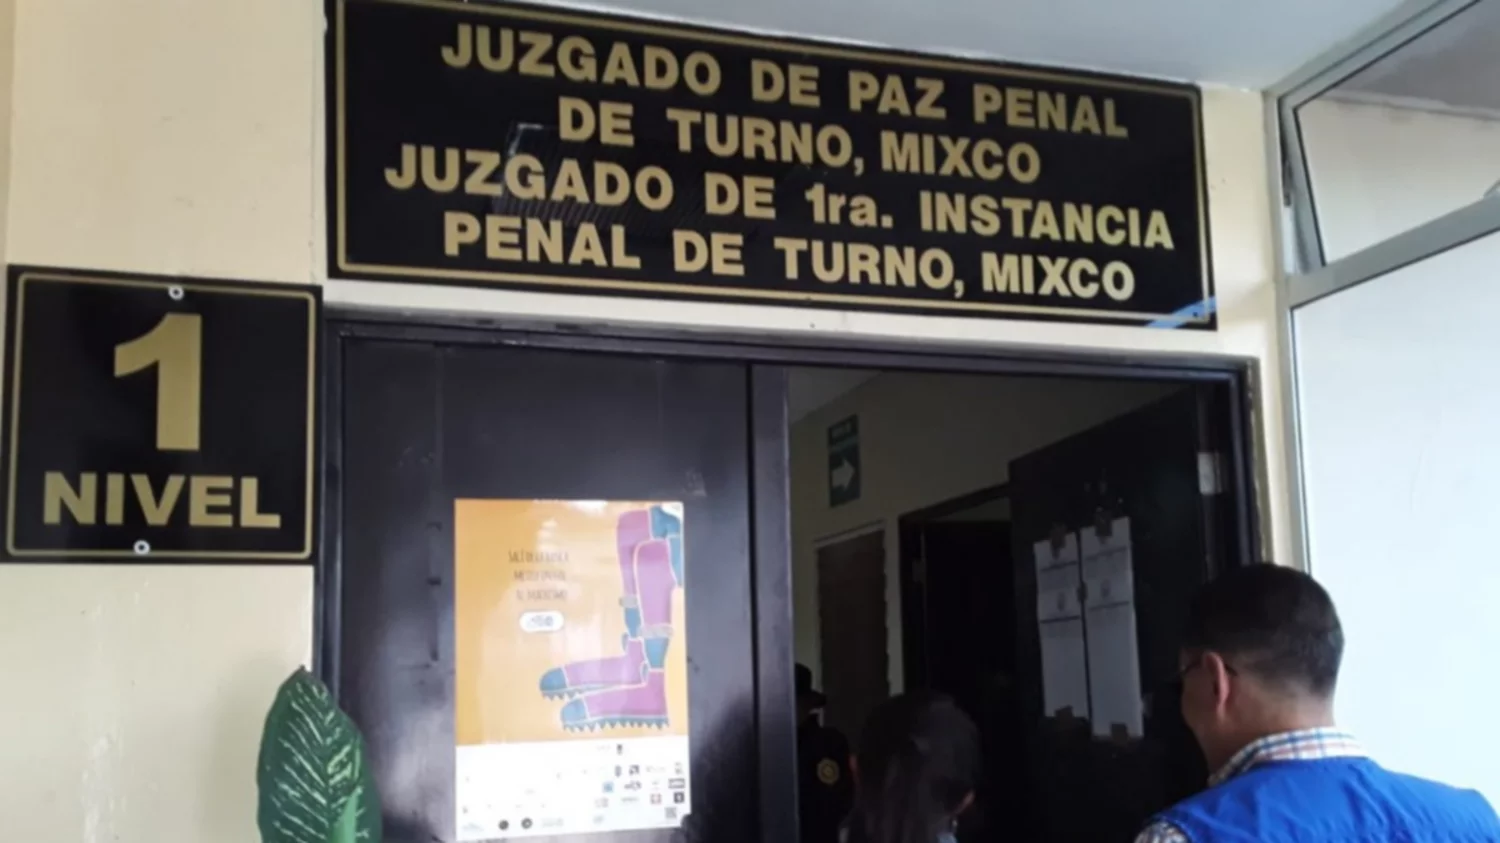 JUZGADO DE PAZ PENAL
DE TURNO, MIXCO
JUZGADO DE 1ra. INSTANCIA
PENAL DE TURNO, MIXCO
1
NIVEL